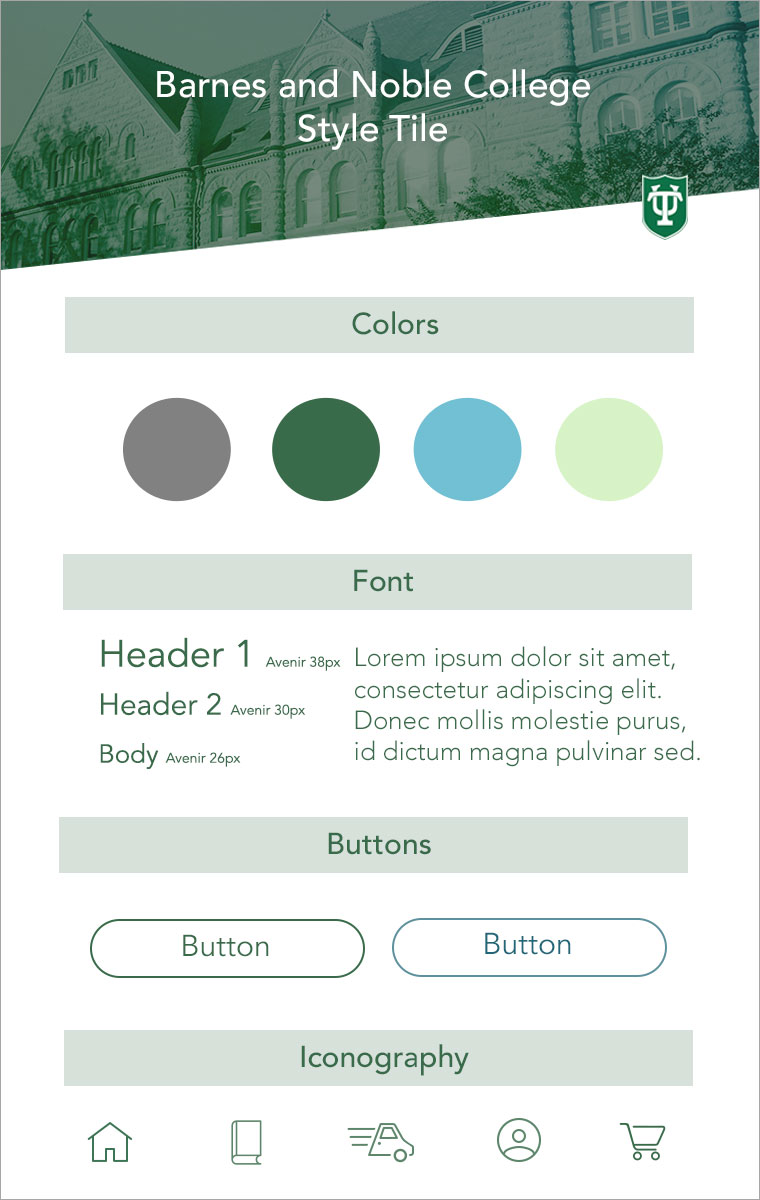 Barnes and Noble College
Style Tile
TU
Colors
Font
Header 1 Avenir 38px
Header 2 Avenir 30px
Body Avenir 26px
Lorem ipsum dolor sit amet,
consectetur adipiscing elit.
Donec mollis molestie purus,
id dictum magna pulvinar sed.
Buttons
Button
Button
Iconography